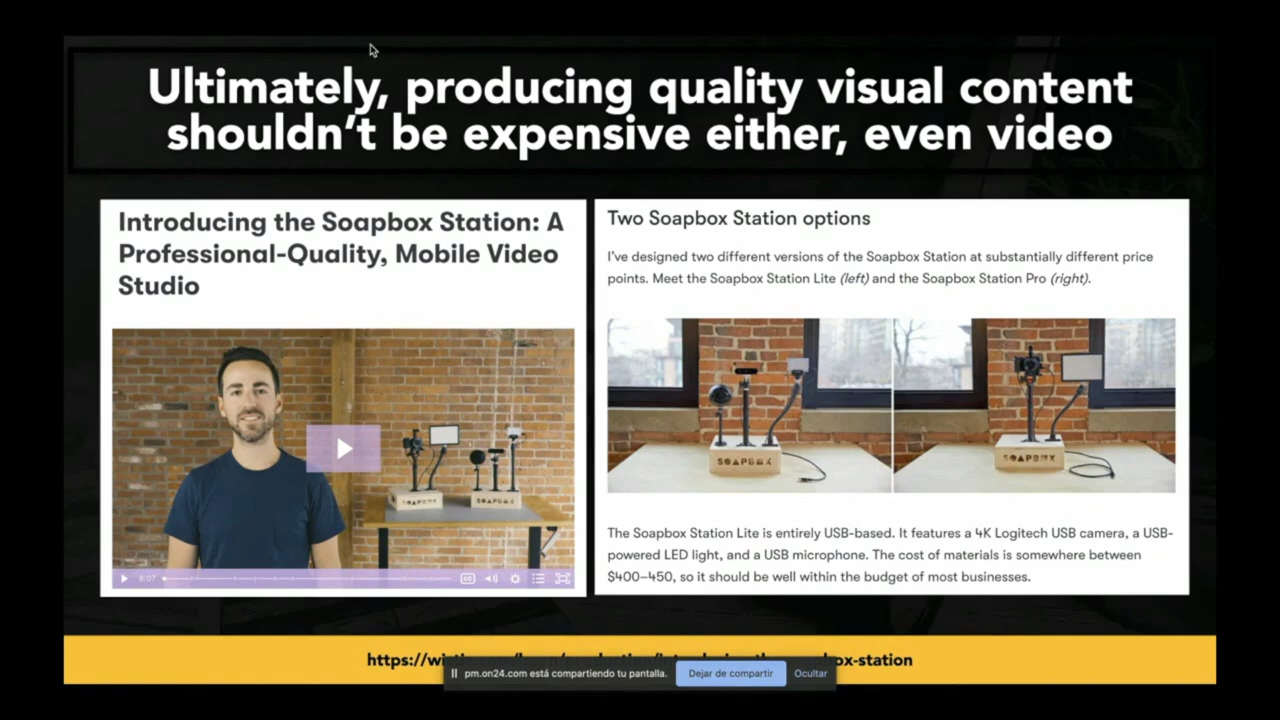 Ultimately, producing quality visual content
shouldn't be expensive either, even video
Introducing the Soapbox Station: A
Professional-Quality, Mobile Video
Studio
8:07
CC
Two Soapbox Station options
I've designed two different versions of the Soapbox Station at substantially different price
points. Meet the Soapbox Station Lite (left) and the Soapbox Station Pro (right).
SOAPBOX
SOAPBOX
SOAPBOX
SOAPBOX
The Soapbox Station Lite is entirely USB-based. It features a 4K Logitech USB camera, a USB-
powered LED light, and a USB microphone. The cost of materials is somewhere between
$400–450, so it should be well within the budget of most businesses.
pm.on24.com está compartiendo tu pantalla.
Dejar de compartir
Ocultar